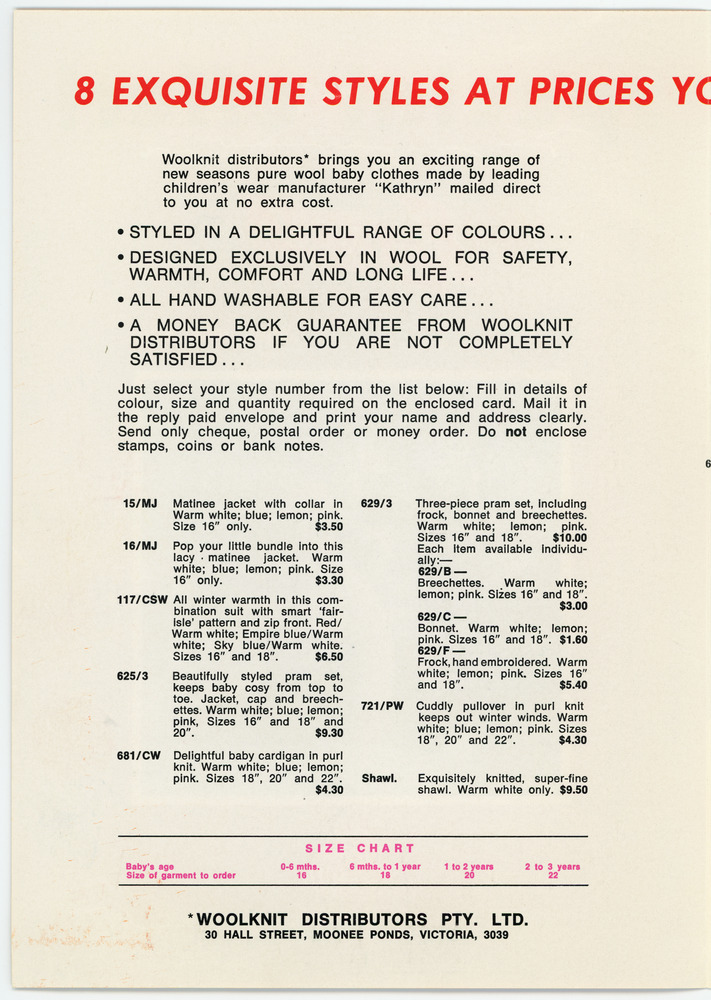 8 EXQUISITE STYLES AT PRICES
Woolknit distributors* brings you an exciting range of
new seasons pure wool baby clothes made by leading
children's wear manufacturer "Kathryn" mailed direct
to you at no extra cost.
• STYLED IN A DELIGHTFUL RANGE OF COLOURS...
• DESIGNED EXCLUSIVELY IN WOOL FOR SAFETY,
WARMTH, COMFORT AND LONG LIFE...
• ALL HAND WASHABLE FOR EASY CARE...
• A MONEY BACK GUARANTEE FROM WOOLKNIT
DISTRIBUTORS IF YOU ARE NOT COMPLETELY
SATISFIED...
Just select your style number from the list below: Fill in details of
colour, size and quantity required on the enclosed card. Mail it in
the reply paid envelope and print your name and address clearly.
Send only cheque, postal order or money order. Do not enclose
stamps, coins or bank notes.
15/MJ Matinee jacket with collar in
Warm white; blue; lemon; pink.
Size 16" only. $3.50
16/MJ Pop your little bundle into this
lacy matinee jacket. Warm
white; blue; lemon; pink. Size
16" only. $3.30
117/CSW All winter warmth in this com-
bination suit with smart 'fair-
isle' pattern and zip front. Red/
Warm white; Empire blue/Warm
white; Sky blue/Warm white.
Sizes 16" and 18". $6.50
625/3 Beautifully styled pram set,
keeps baby cosy from top to
toe. Jacket, cap and breech-
ettes. Warm white; blue; lemon;
pink, Sizes 16" and 18" and
20". $9.30
681/CW Delightful baby cardigan in purl
knit. Warm white; blue; lemon;
pink. Sizes 18", 20" and 22".
$4.30
629/3 Three-piece pram set, including
frock, bonnet and breechettes.
Warm white; lemon; pink.
Sizes 16" and 18". $10.00
Each item available individu-
ally:—
629/B—
Breechettes. Warm white;
lemon; pink. Sizes 16" and 18".
$3.00
629/C—
Bonnet. Warm white; lemon;
pink. Sizes 16" and 18". $1.60
629/F—
Frock, hand embroidered. Warm
white; lemon; pink. Sizes 16"
and 18". $5.40
721/PW Cuddly pullover in purl knit
keeps out winter winds. Warm
white; blue; lemon; pink. Sizes
18", 20" and 22". $4.30
Shawl. Exquisitely knitted, super-fine
shawl. Warm white only. $9.50
SIZE CHART
Baby's age 0-6 mths. 6 mths. to 1 year 1 to 2 years 2 to 3 years
Size of garment to order 16 18 20 22
*WOOLKNIT DISTRIBUTORS PTY. LTD.
30 HALL STREET, MOONEE PONDS, VICTORIA, 3039